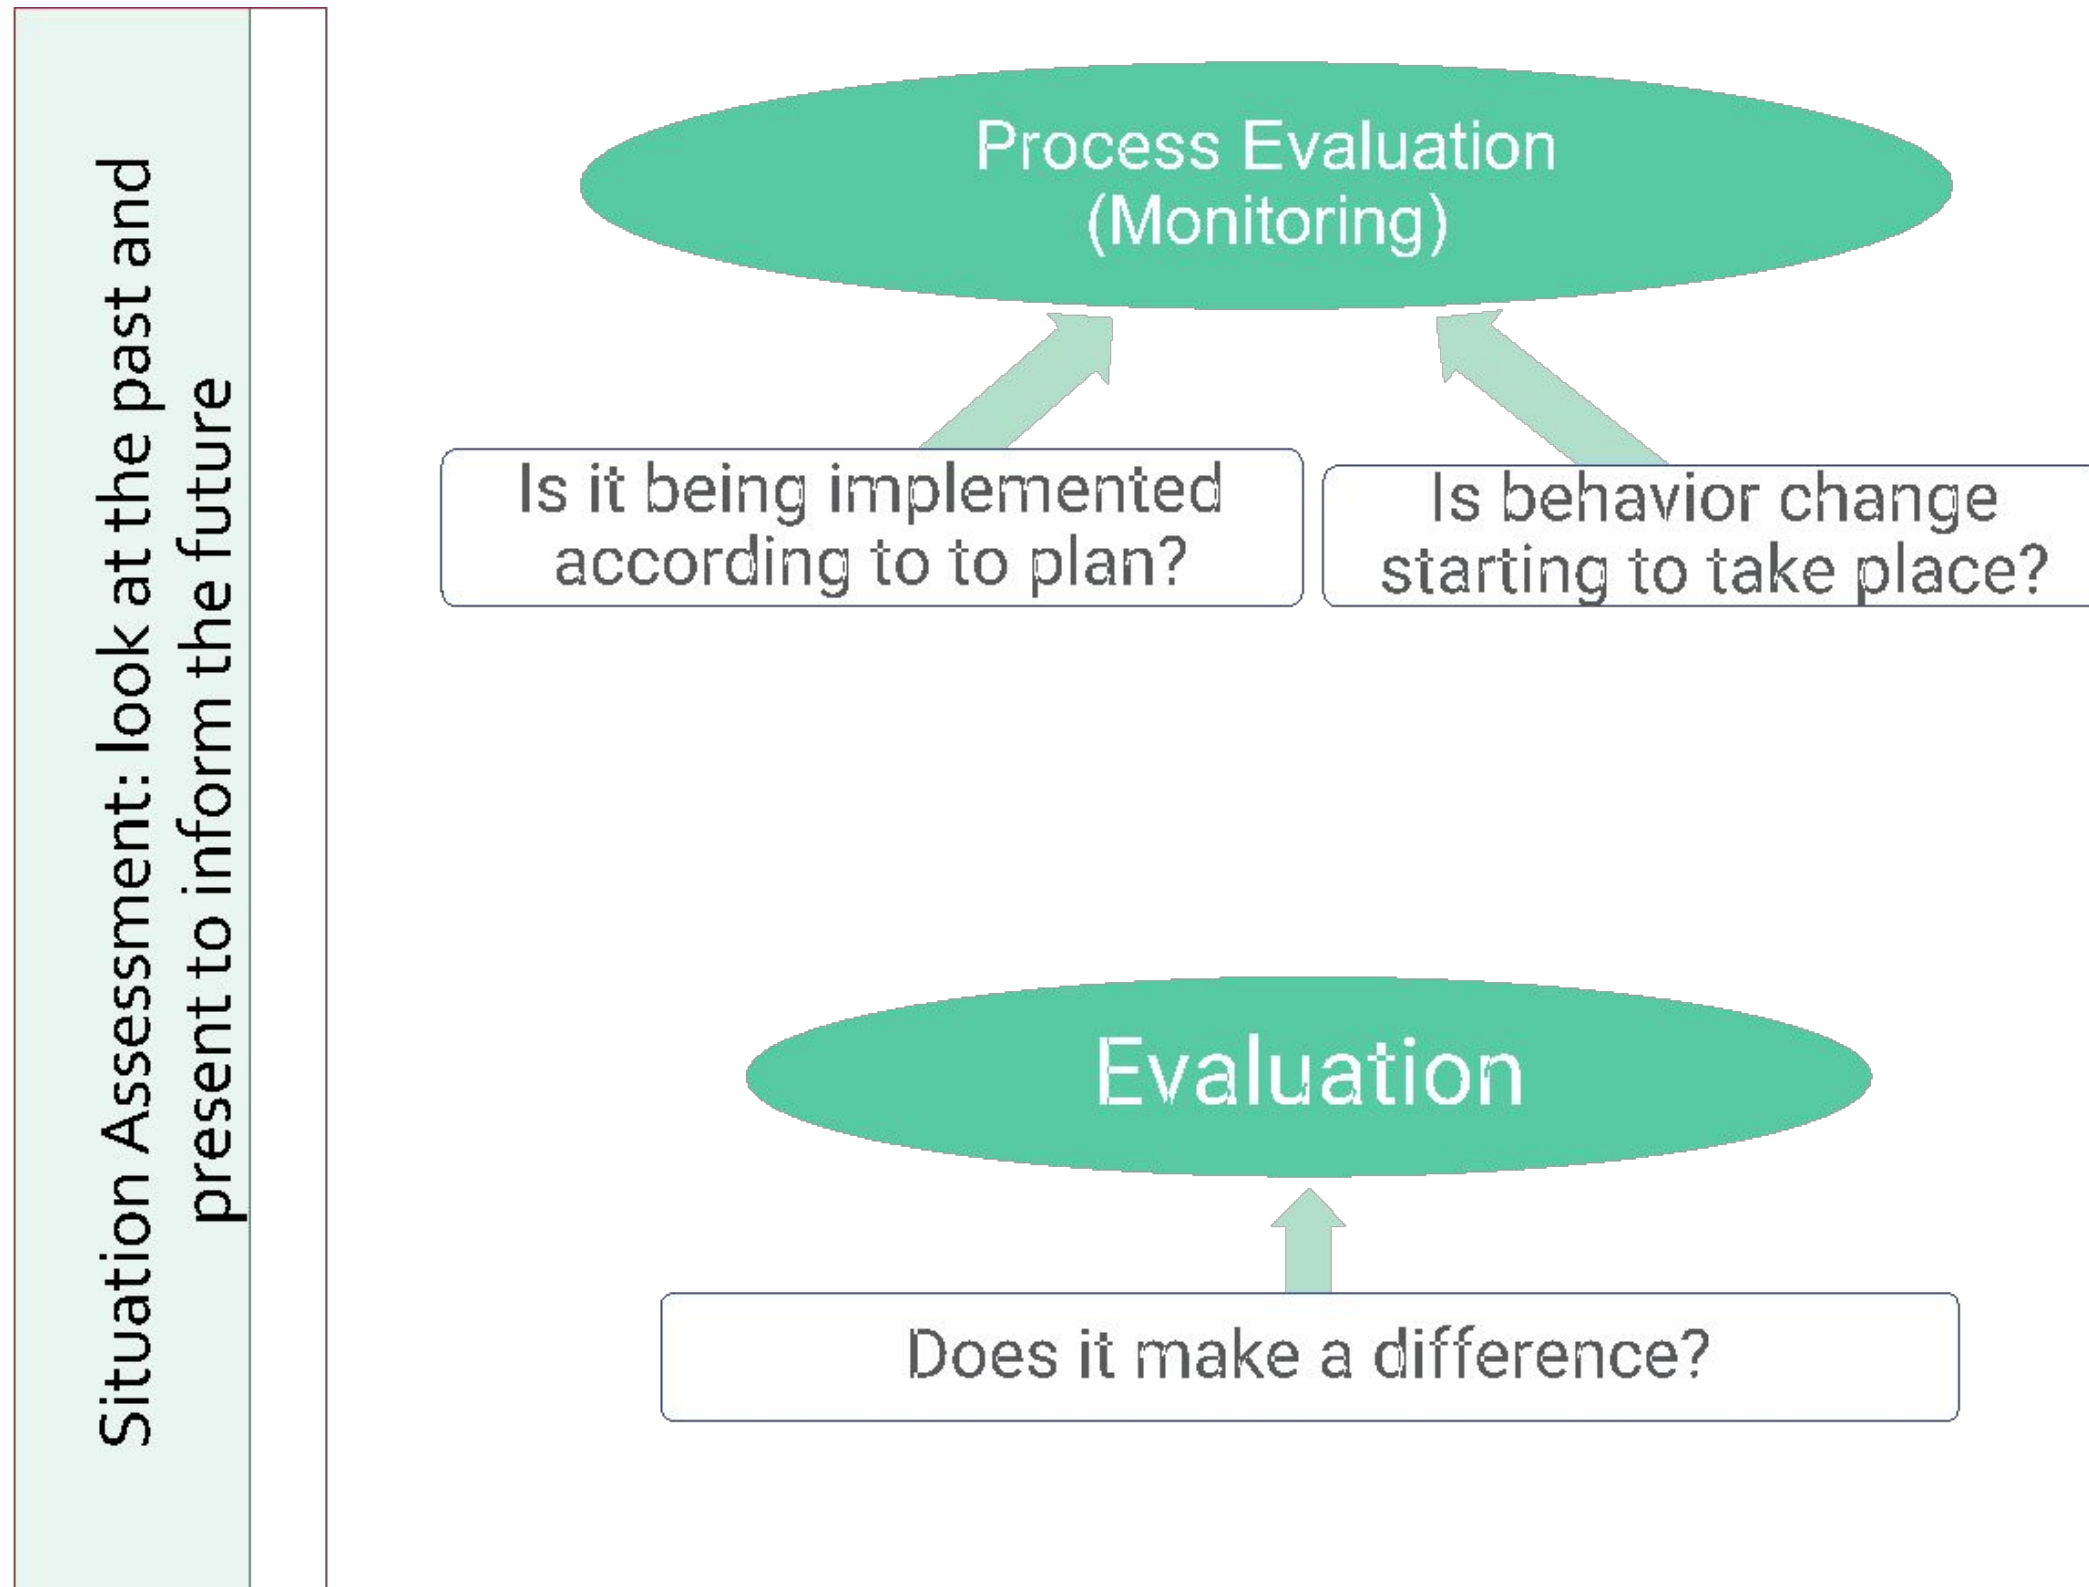 Situation Assessment: look at the past and
present to inform the future
Process Evaluation
(Monitoring)
Is it being implemented
according to to plan?
Is behavior change
starting to take place?
Evaluation
Does it make a difference?